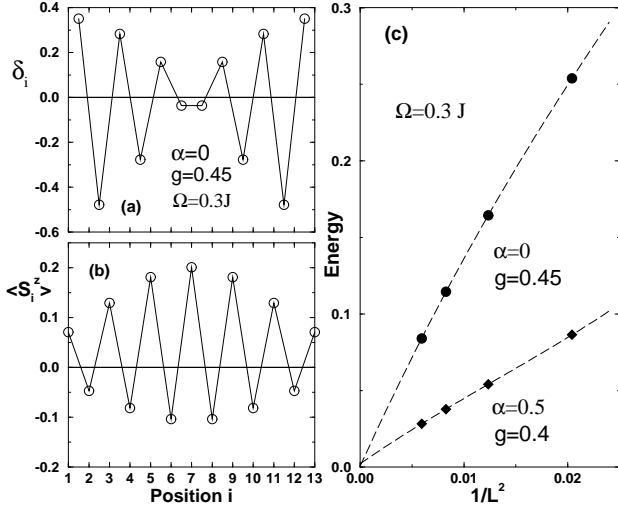 0.4
0.2
0.0
-0.2
-0.4
-0.6
δi
α=0
g=0.45
Ω=0.3J
(a)
(b)
0.2
0.1
0.0
-0.1
-0.2
<S_i^z>
1 2 3 4 5 6 7 8 9 10 11 12 13
Position i
(c)
Ω=0.3 J
0.3
0.2
0.1
0.0
Energy
α=0
g=0.45
α=0.5
g=0.4
0.00 0.01 0.02
1/L²